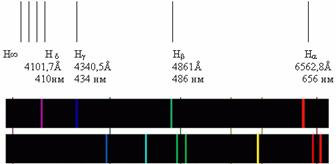 H∞ Hδ Hγ Hβ Hα
4101,7Å 4340,5Å 4861Å 6562,8Å
410нм 434 нм 486 нм 656 нм